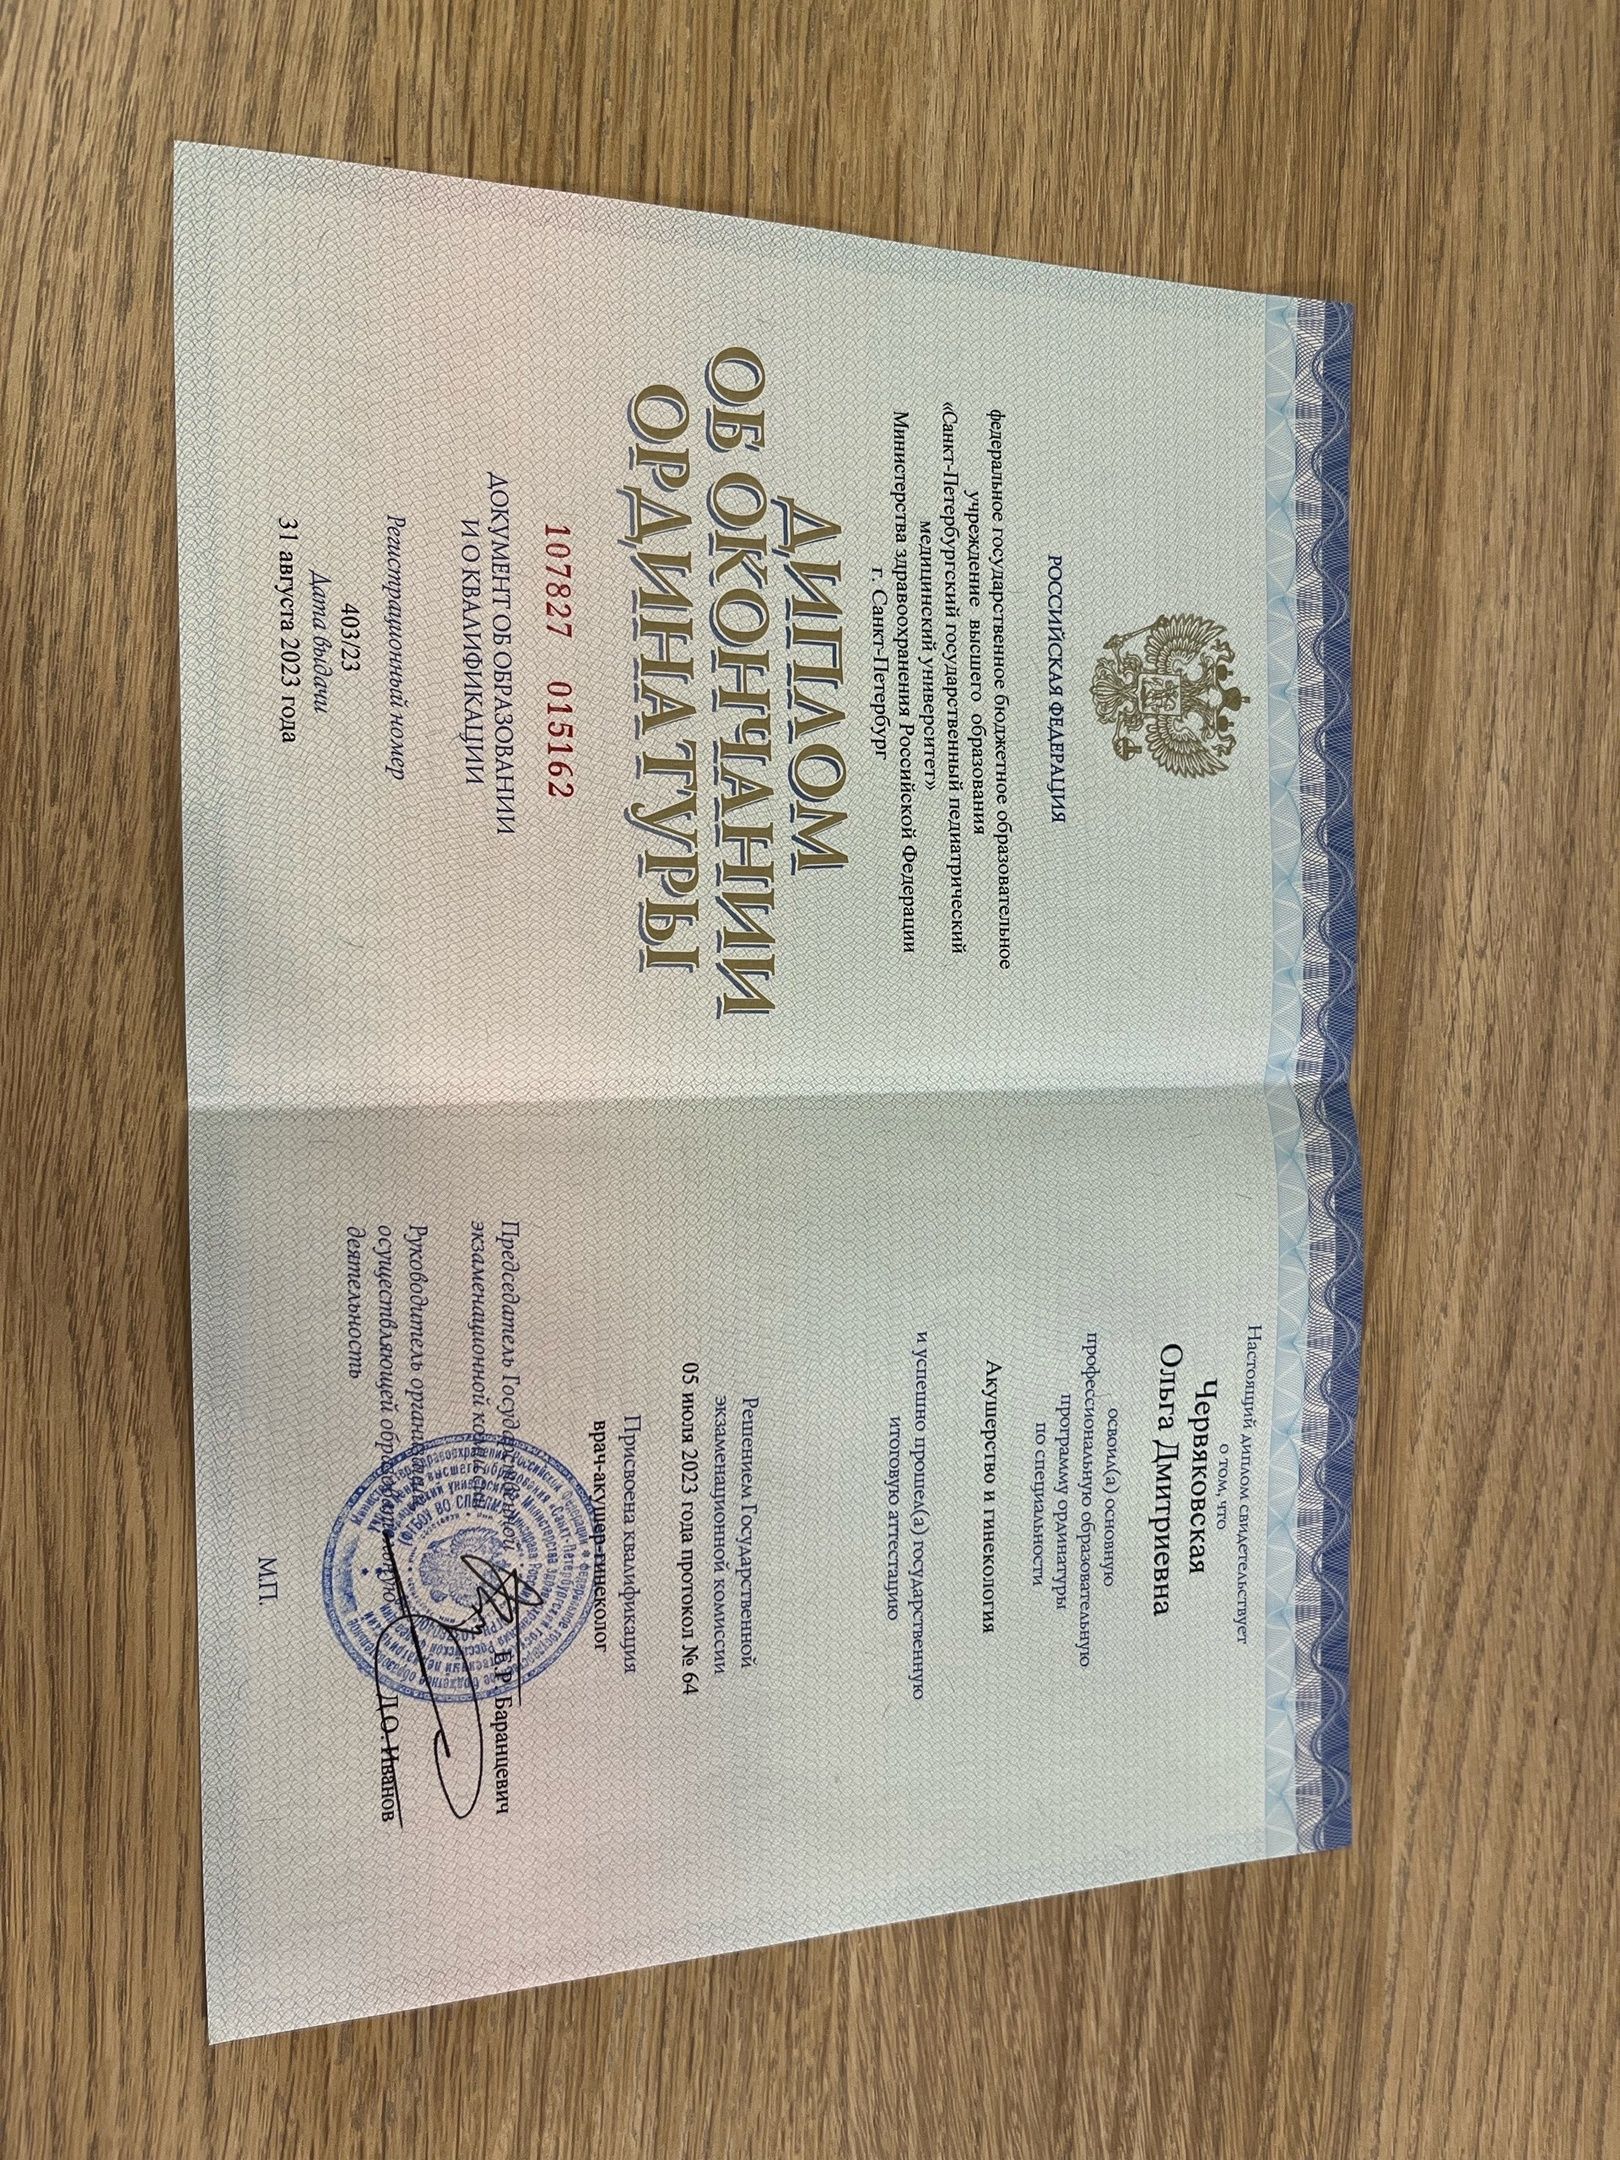 РОССИЙСКАЯ ФЕДЕРАЦИЯ
федеральное государственное бюджетное образовательное
учреждение высшего образования
«Санкт-Петербургский государственный педиатрический
медицинский университет»
Министерства здравоохранения Российской Федерации
г. Санкт-Петербург
ДИПЛОМ
ОБ ОКОНЧАНИИ
ОРДИНАТУРЫ
107827 015162
ДОКУМЕНТ ОБ ОБРАЗОВАНИИ
И О КВАЛИФИКАЦИИ
Регистрационный номер
403/23
Дата выдачи
31 августа 2023 года
Настоящий диплом свидетельствует
о том, что
Червяковская
Ольга Дмитриевна
освоил(а) основную
профессиональную образовательную
программу ординатуры
по специальности
Акушерство и гинекология
и успешно прошел(а) государственную
итоговую аттестацию
Решением Государственной
экзаменационной комиссии
05 июля 2023 года протокол № 64
Присвоена квалификация
врач-акушер-гинеколог
Председатель Государственной
экзаменационной комиссии
Е.Р. Баранцевич
Руководитель организации,
осуществляющей образовательную
деятельность
Д.О. Иванов
М.П.